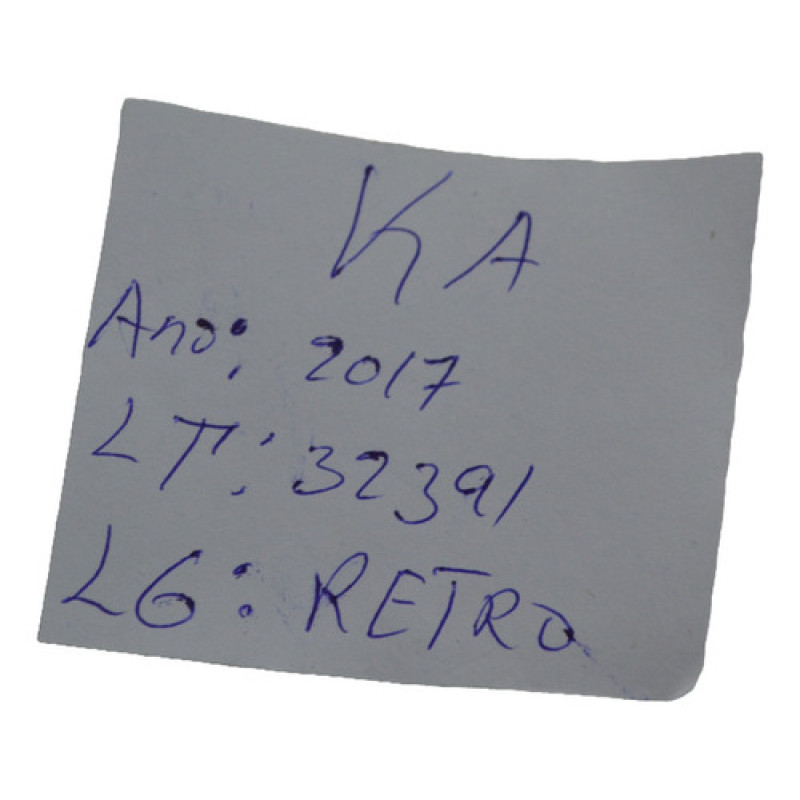 KA
Ano: 2017
LT: 32391
LG: RETRO